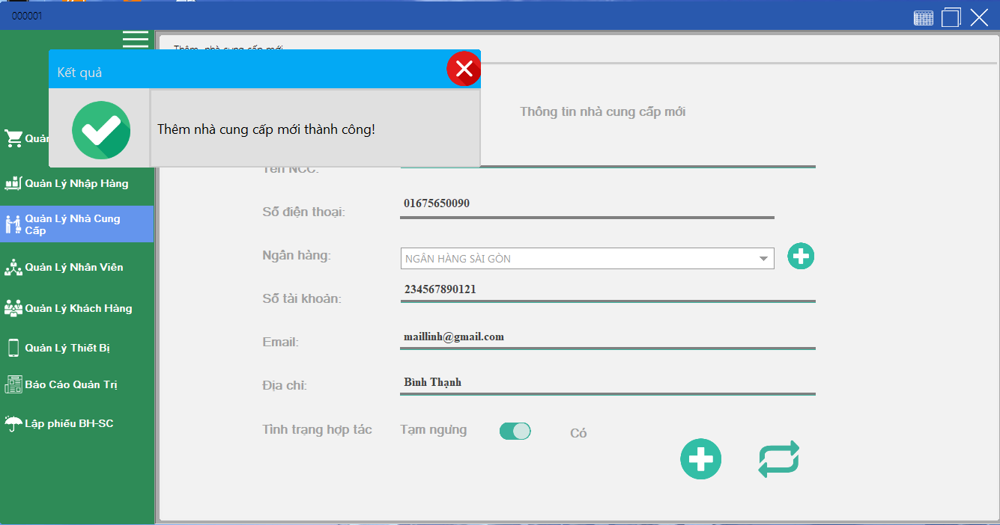 000001
Thêm nhà cung cấp mới
Kết quả
Thêm nhà cung cấp mới thành công!
Thông tin nhà cung cấp mới
Quản Lý Nhập Hàng
Quản Lý Nhà Cung
Cấp
Quản Lý Nhân Viên
Quản Lý Khách Hàng
Quản Lý Thiết Bị
Báo Cáo Quản Trị
Lập phiếu BH-SC
Tên NCC:
Số điện thoại:
01675650090
Ngân hàng:
NGÂN HÀNG SÀI GÒN
Số tài khoản:
234567890121
Email:
maillinh@gmail.com
Địa chỉ:
Bình Thạnh
Tình trạng hợp tác
Tạm ngưng
Có